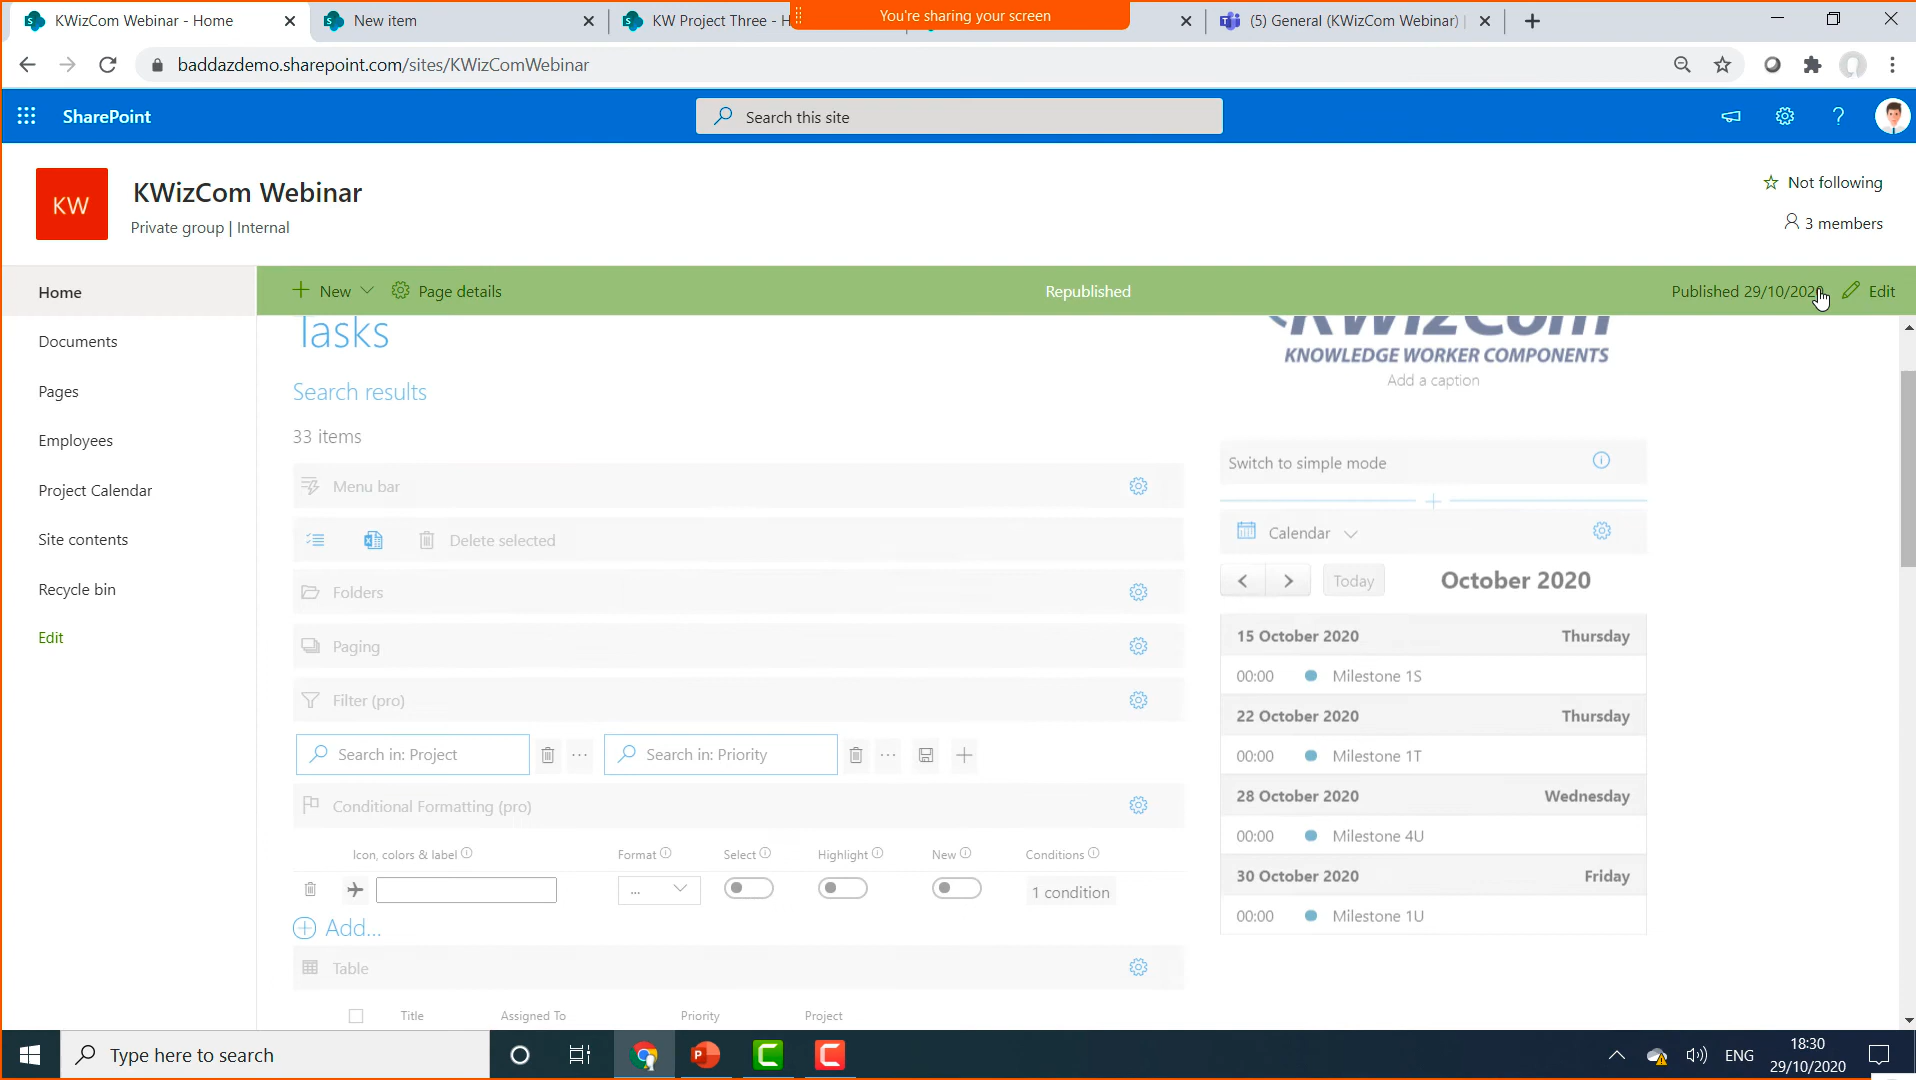 KWizCom Webinar - Home
New item
KW Project Three - H
You're sharing your screen
(5) General (KWizCom Webinar) |
baddazdemo.sharepoint.com/sites/KWizComWebinar
SharePoint
Search this site
KW
KWizCom Webinar
Private group | Internal
Not following
3 members
Home
Documents
Pages
Employees
Project Calendar
Site contents
Recycle bin
Edit
New
Page details
Republished
Published 29/10/2020
Edit
Tasks
Search results
33 items
Menu bar
Delete selected
Folders
Paging
Filter (pro)
Search in: Project
Search in: Priority
Conditional Formatting (pro)
Icon, colors & label
Format
Select
Highlight
New
Conditions
...
1 condition
Add...
Table
Title
Assigned To
Priority
Project
KWizCom
KNOWLEDGE WORKER COMPONENTS
Add a caption
Switch to simple mode
Calendar
Today
October 2020
15 October 2020 Thursday
00:00 Milestone 1S
22 October 2020 Thursday
00:00 Milestone 1T
28 October 2020 Wednesday
00:00 Milestone 4U
30 October 2020 Friday
00:00 Milestone 1U
Type here to search
ENG
18:30
29/10/2020